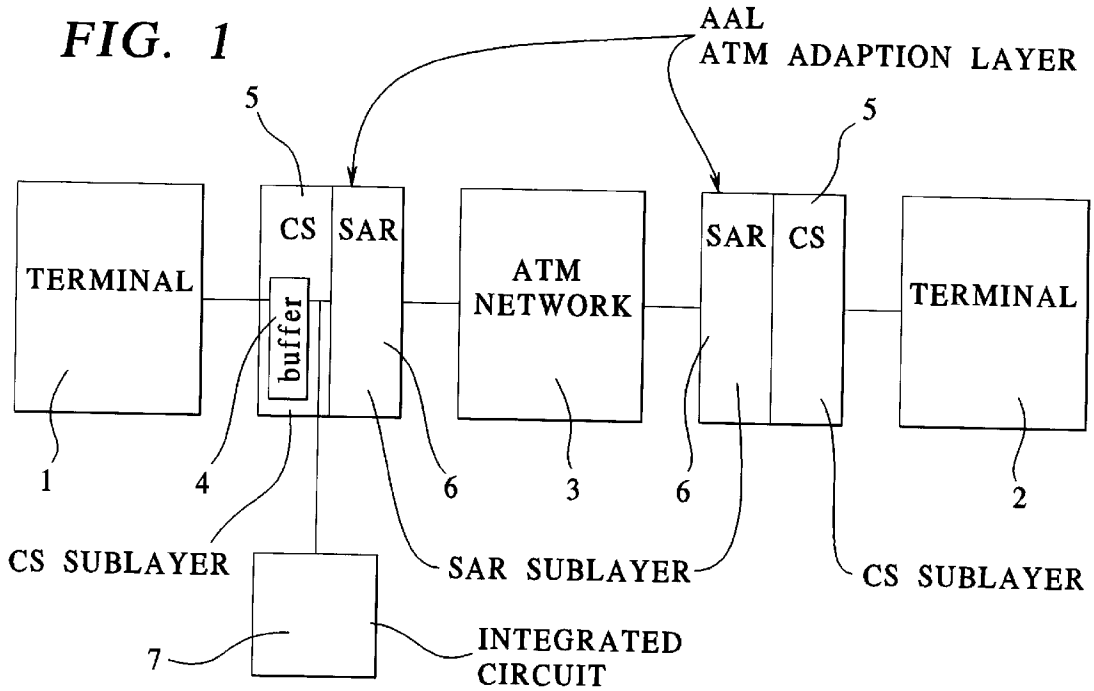 FIG. 1
AAL
ATM ADAPTION LAYER
5
5
TERMINAL
CS
SAR
buffer
ATM
NETWORK
SAR
CS
TERMINAL
1
4
6
3
6
2
CS SUBLAYER
SAR SUBLAYER
CS SUBLAYER
7
INTEGRATED
CIRCUIT